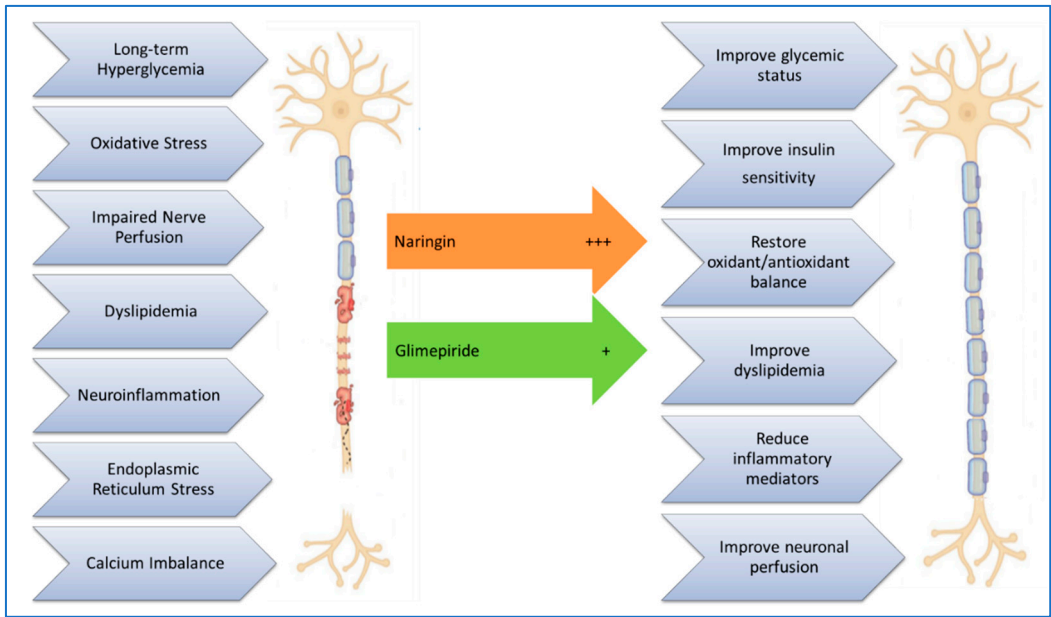 Long-term
Hyperglycemia
Oxidative Stress
Impaired Nerve
Perfusion
Dyslipidemia
Neuroinflammation
Endoplasmic
Reticulum Stress
Calcium Imbalance
Naringin +++
Glimepiride +
Improve glycemic
status
Improve insulin
sensitivity
Restore
oxidant/antioxidant
balance
Improve
dyslipidemia
Reduce
inflammatory
mediators
Improve neuronal
perfusion